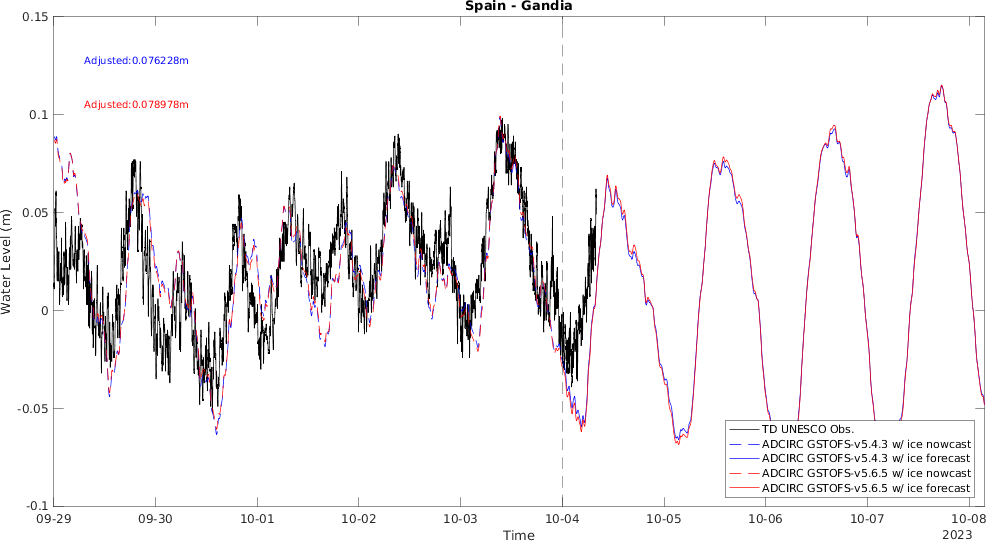 Spain - Gandia
0.15
0.1
0.05
0
-0.05
-0.1
Water Level (m)
Adjusted:0.076228m
Adjusted:0.078978m
TD UNESCO Obs.
ADCIRC GSTOFS-v5.4.3 w/ ice nowcast
ADCIRC GSTOFS-v5.4.3 w/ ice forecast
ADCIRC GSTOFS-v5.6.5 w/ ice nowcast
ADCIRC GSTOFS-v5.6.5 w/ ice forecast
09-29 09-30 10-01 10-02 10-03 10-04 10-05 10-06 10-07 10-08
Time
2023